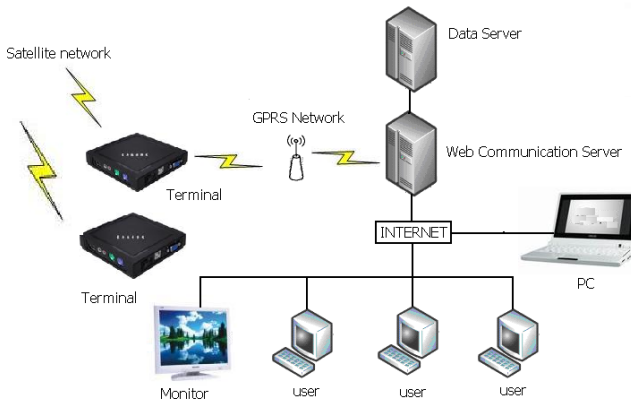 Data Server
Satellite network
GPRS Network
Web Communication Server
Terminal
INTERNET
PC
Terminal
Monitor
user
user
user